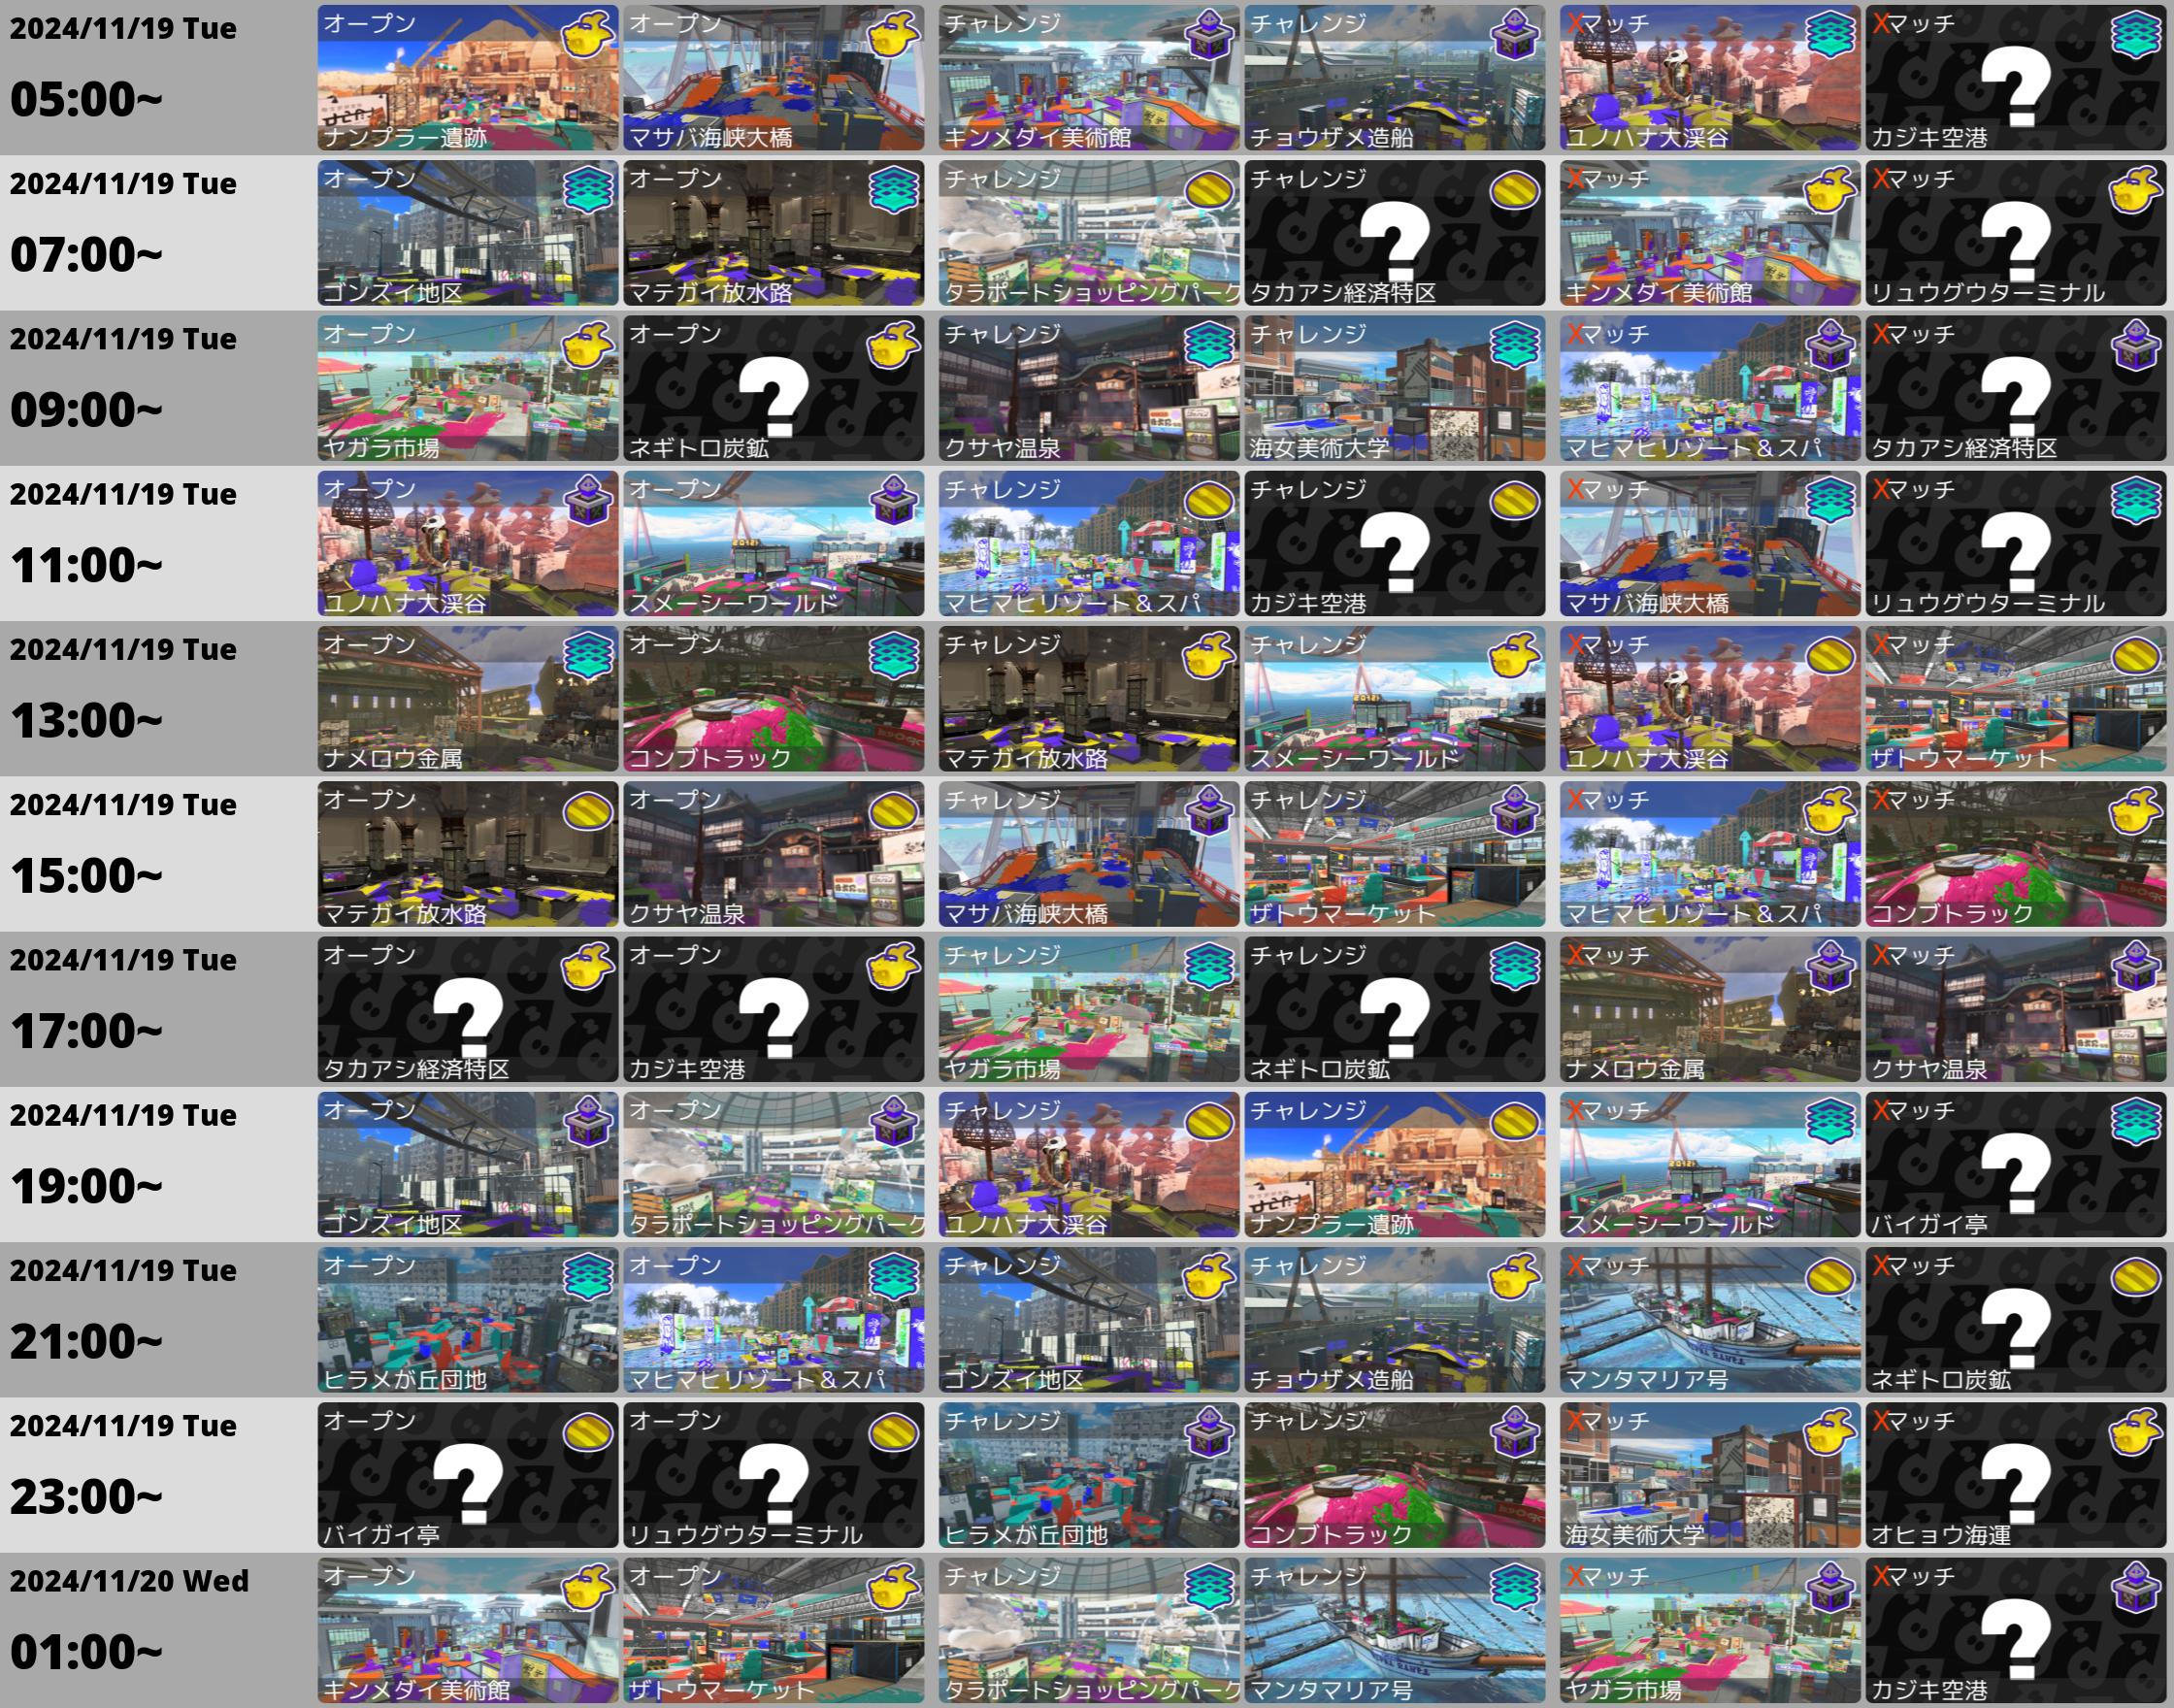 2024/11/19 Tue
05:00~
オープン
ナンプラー遺跡
オープン
マサバ海峡大橋
チャレンジ
キンメダイ美術館
チャレンジ
チョウザメ造船
Xマッチ
ユノハナ大渓谷
Xマッチ
カジキ空港
2024/11/19 Tue
07:00~
オープン
ゴンズイ地区
オープン
マテガイ放水路
チャレンジ
タラポートショッピングパーク
チャレンジ
タカアシ経済特区
Xマッチ
キンメダイ美術館
Xマッチ
リュウグウターミナル
2024/11/19 Tue
09:00~
オープン
ヤガラ市場
オープン
ネギトロ炭鉱
チャレンジ
クサヤ温泉
チャレンジ
海女美術大学
Xマッチ
マヒマヒリゾート＆スパ
Xマッチ
タカアシ経済特区
2024/11/19 Tue
11:00~
オープン
ユノハナ大渓谷
オープン
スメーシーワールド
チャレンジ
マヒマヒリゾート＆スパ
チャレンジ
カジキ空港
Xマッチ
マサバ海峡大橋
Xマッチ
リュウグウターミナル
2024/11/19 Tue
13:00~
オープン
ナメロウ金属
オープン
コンブトラック
チャレンジ
マテガイ放水路
チャレンジ
スメーシーワールド
Xマッチ
ユノハナ大渓谷
Xマッチ
ザトウマーケット
2024/11/19 Tue
15:00~
オープン
マテガイ放水路
オープン
クサヤ温泉
チャレンジ
マサバ海峡大橋
チャレンジ
ザトウマーケット
Xマッチ
マヒマヒリゾート＆スパ
Xマッチ
コンブトラック
2024/11/19 Tue
17:00~
オープン
タカアシ経済特区
オープン
カジキ空港
チャレンジ
ヤガラ市場
チャレンジ
ネギトロ炭鉱
Xマッチ
ナメロウ金属
Xマッチ
クサヤ温泉
2024/11/19 Tue
19:00~
オープン
ゴンズイ地区
オープン
タラポートショッピングパーク
チャレンジ
ユノハナ大渓谷
チャレンジ
ナンプラー遺跡
Xマッチ
スメーシーワールド
Xマッチ
バイガイ亭
2024/11/19 Tue
21:00~
オープン
ヒラメが丘団地
オープン
マヒマヒリゾート＆スパ
チャレンジ
ゴンズイ地区
チャレンジ
チョウザメ造船
Xマッチ
マンタマリア号
Xマッチ
ネギトロ炭鉱
2024/11/19 Tue
23:00~
オープン
バイガイ亭
オープン
リュウグウターミナル
チャレンジ
ヒラメが丘団地
チャレンジ
コンブトラック
Xマッチ
海女美術大学
Xマッチ
オヒョウ海運
2024/11/20 Wed
01:00~
オープン
キンメダイ美術館
オープン
ザトウマーケット
チャレンジ
タラポートショッピングパーク
チャレンジ
マンタマリア号
Xマッチ
ヤガラ市場
Xマッチ
カジキ空港